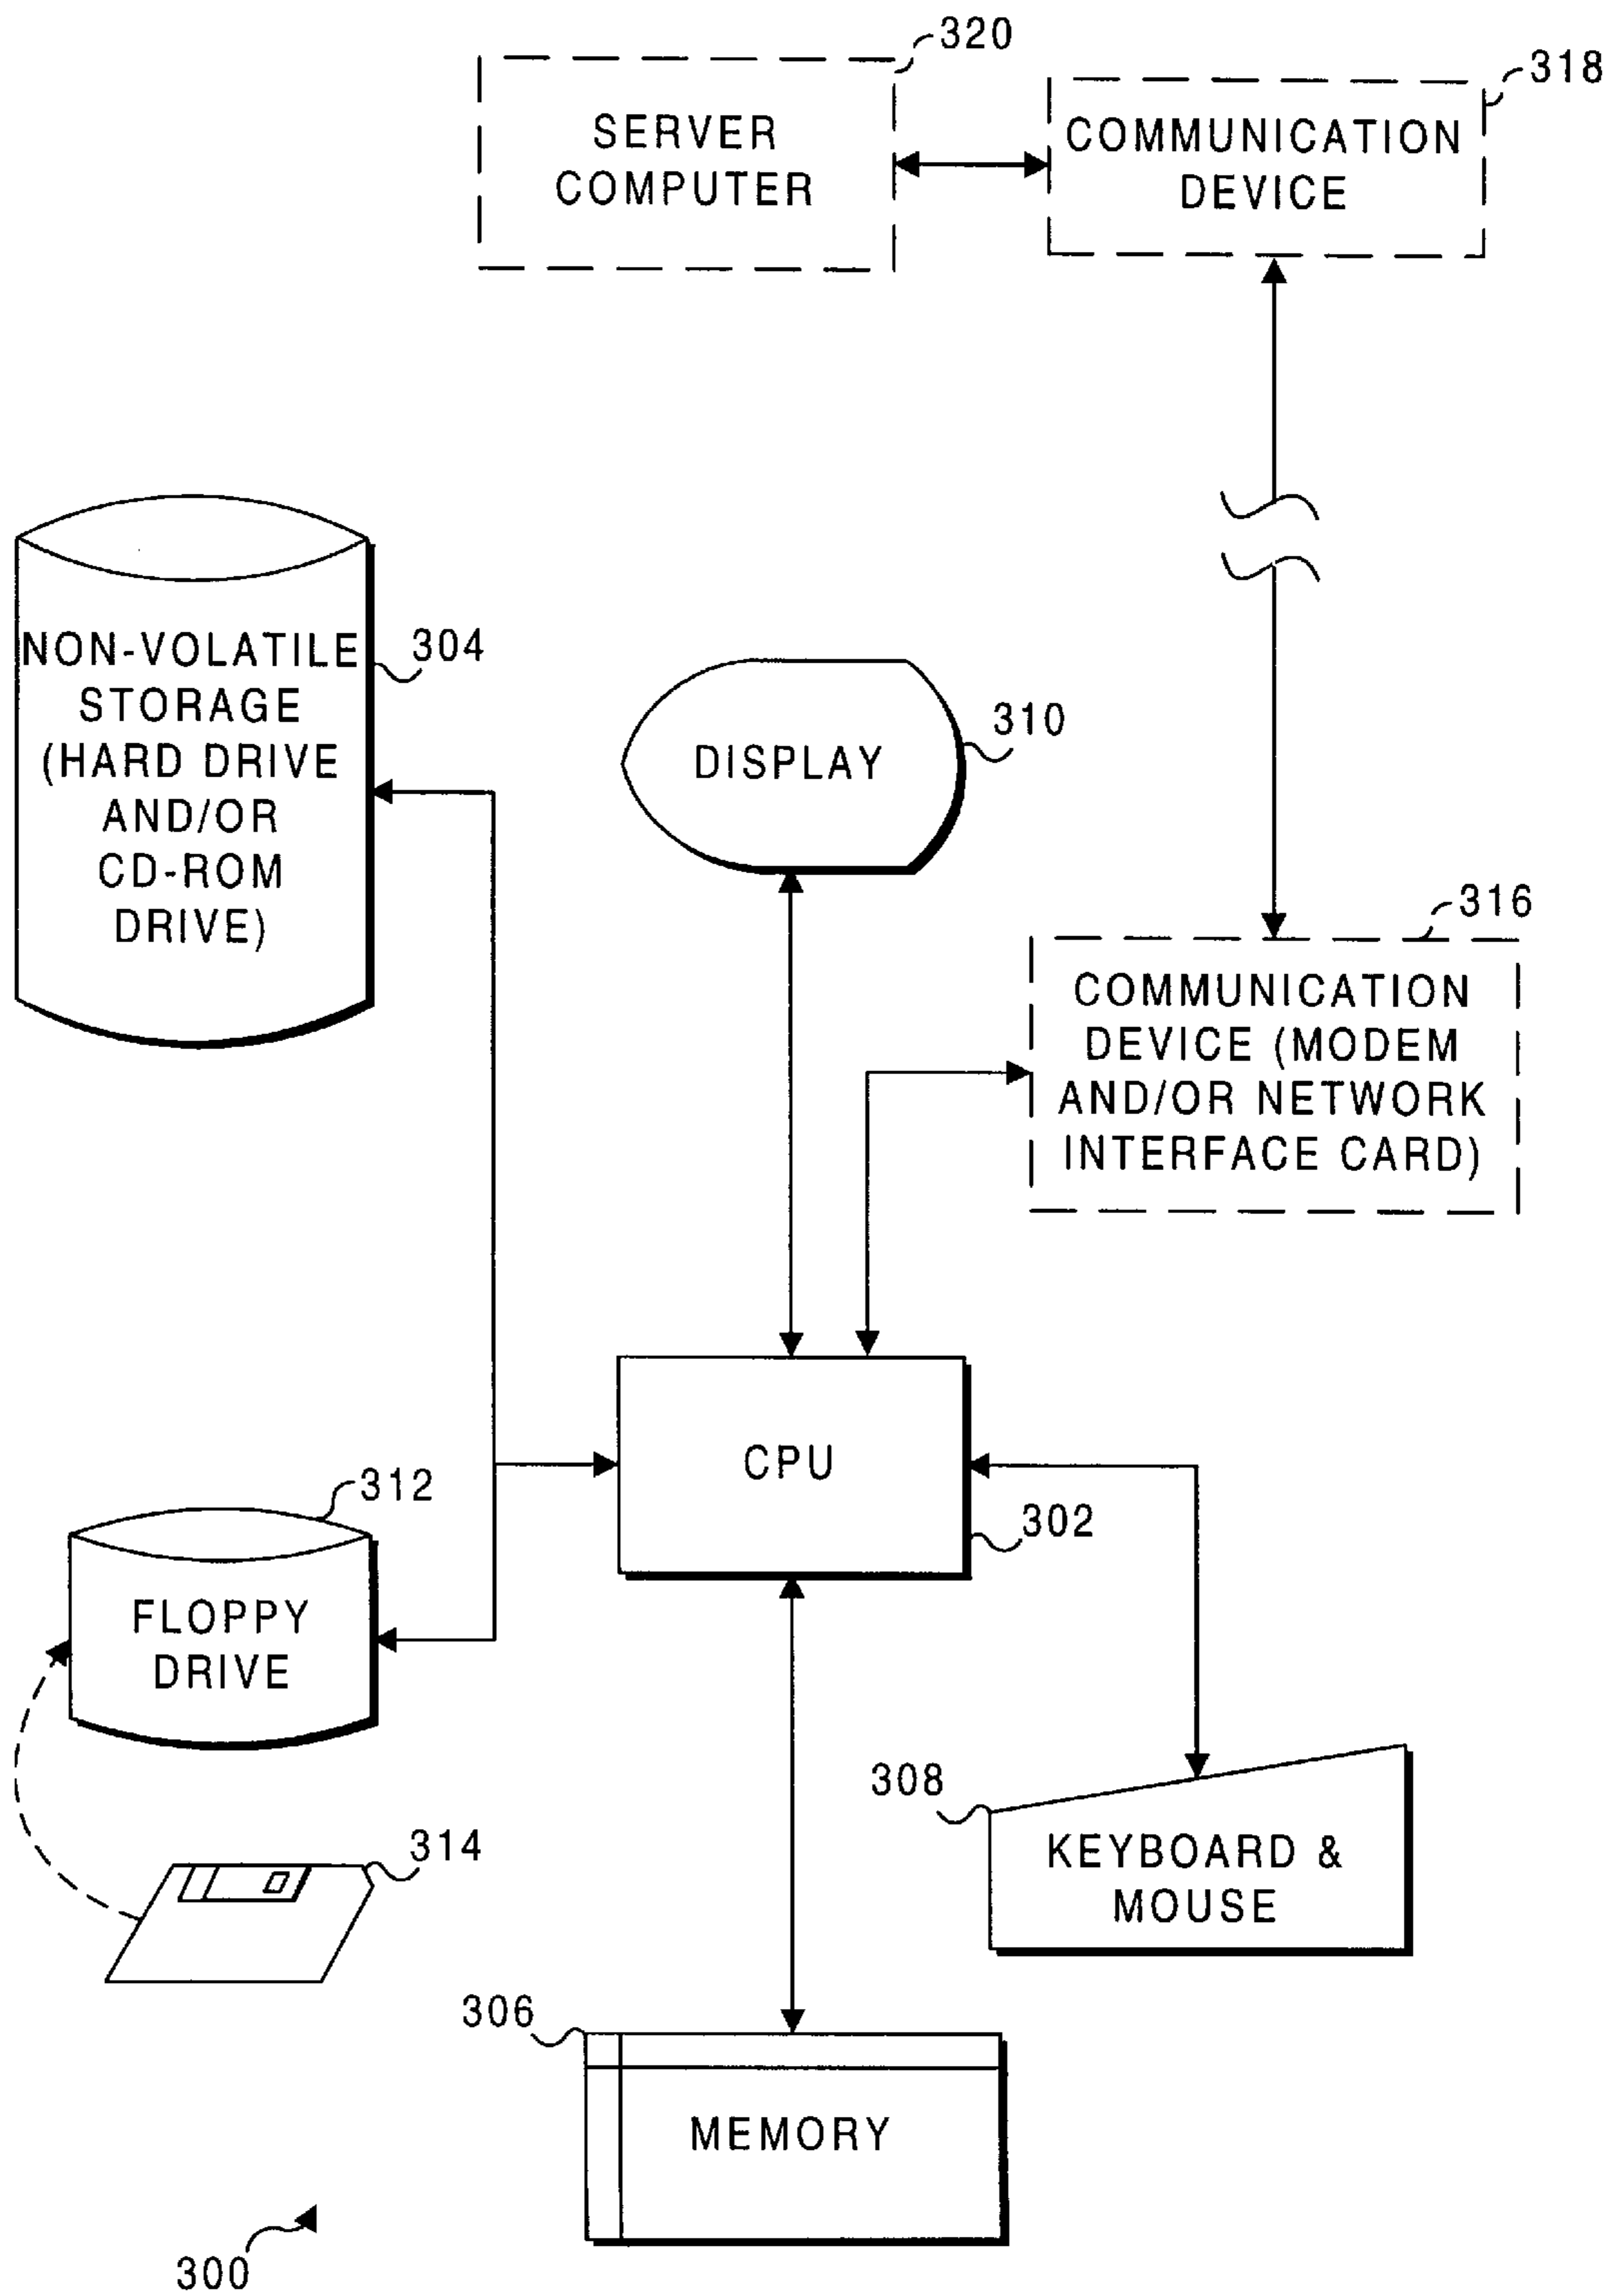 320
318
SERVER
COMPUTER
COMMUNICATION
DEVICE
NON-VOLATILE
STORAGE
(HARD DRIVE
AND/OR
CD-ROM
DRIVE)
304
DISPLAY
310
316
COMMUNICATION
DEVICE (MODEM
AND/OR NETWORK
INTERFACE CARD)
CPU
302
312
FLOPPY
DRIVE
314
308
KEYBOARD &
MOUSE
306
MEMORY
300